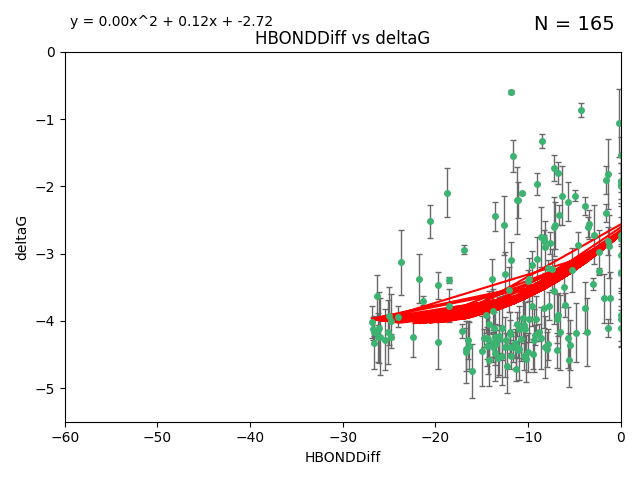 y = 0.00x^2 + 0.12x + -2.72
N = 165
HBONDDiff vs deltaG
0
−1
−2
−3
−4
−5
deltaG
−60 −50 −40 −30 −20 −10 0
HBONDDiff